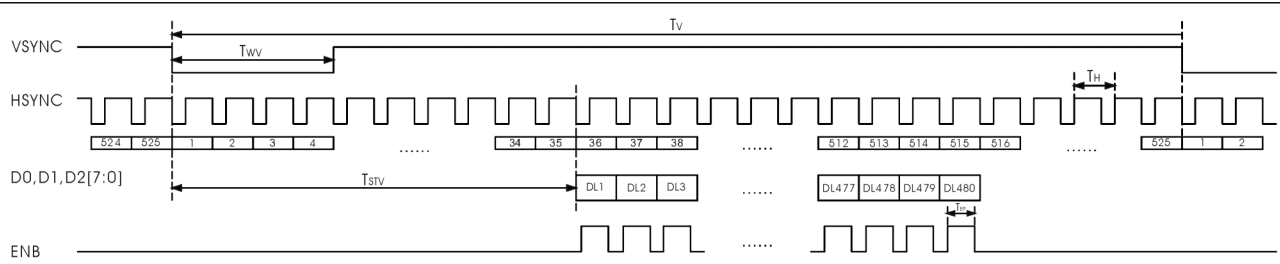 TV
VSYNC
TWV
TH
HSYNC
524 525 1 2 3 4 ...... 34 35 36 37 38 ...... 512 513 514 515 516 ...... 525 1 2
D0,D1,D2[7:0]
TSTV
DL1 DL2 DL3 ...... DL477 DL478 DL479 DL480
TEP
......
ENB